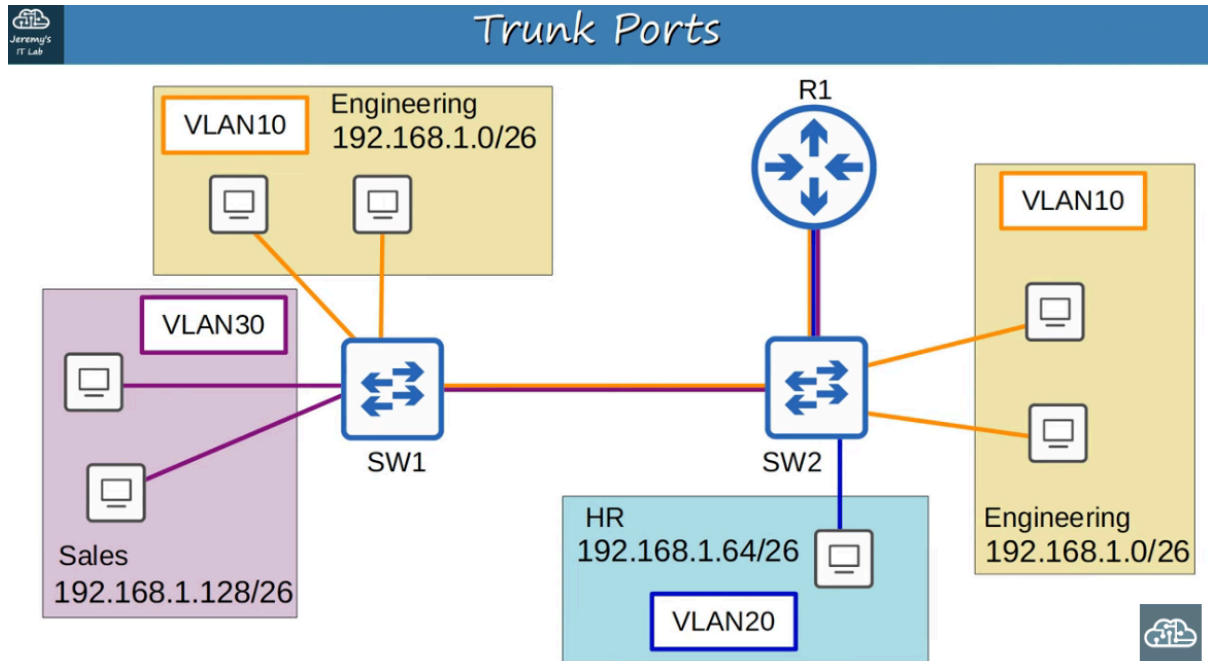 Jeremy's
IT Lab
Trunk Ports
VLAN10
Engineering
192.168.1.0/26
R1
VLAN10
VLAN30
SW1
SW2
Sales
192.168.1.128/26
HR
192.168.1.64/26
VLAN20
Engineering
192.168.1.0/26